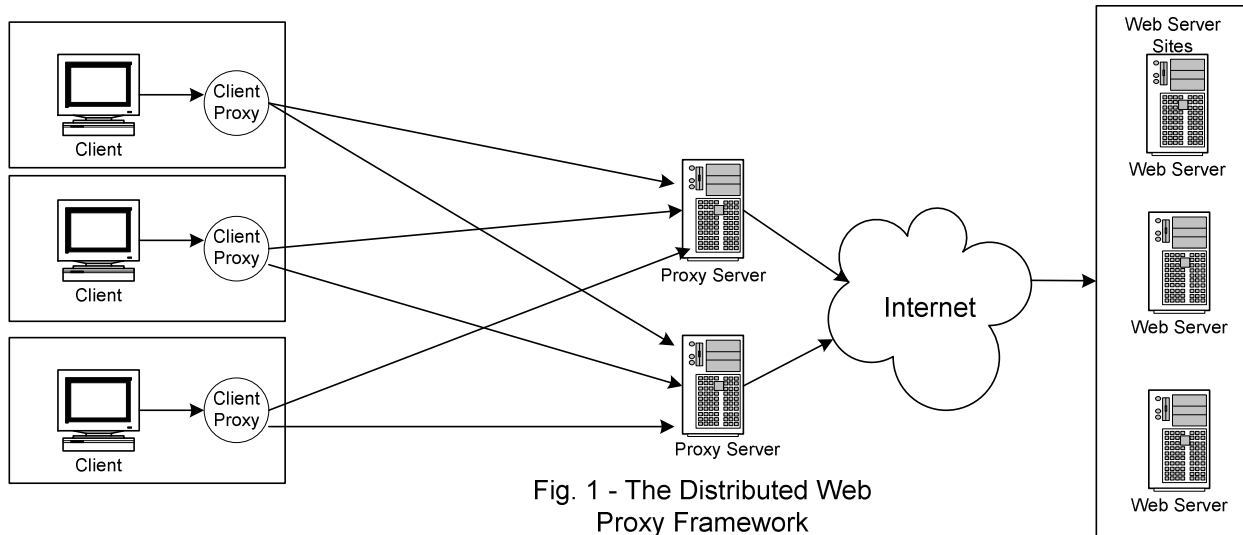 Client
Proxy
Client
Client
Proxy
Client
Client
Proxy
Client
Proxy Server
Proxy Server
Internet
Web Server
Sites
Web Server
Web Server
Web Server
Fig. 1 - The Distributed Web
Proxy Framework